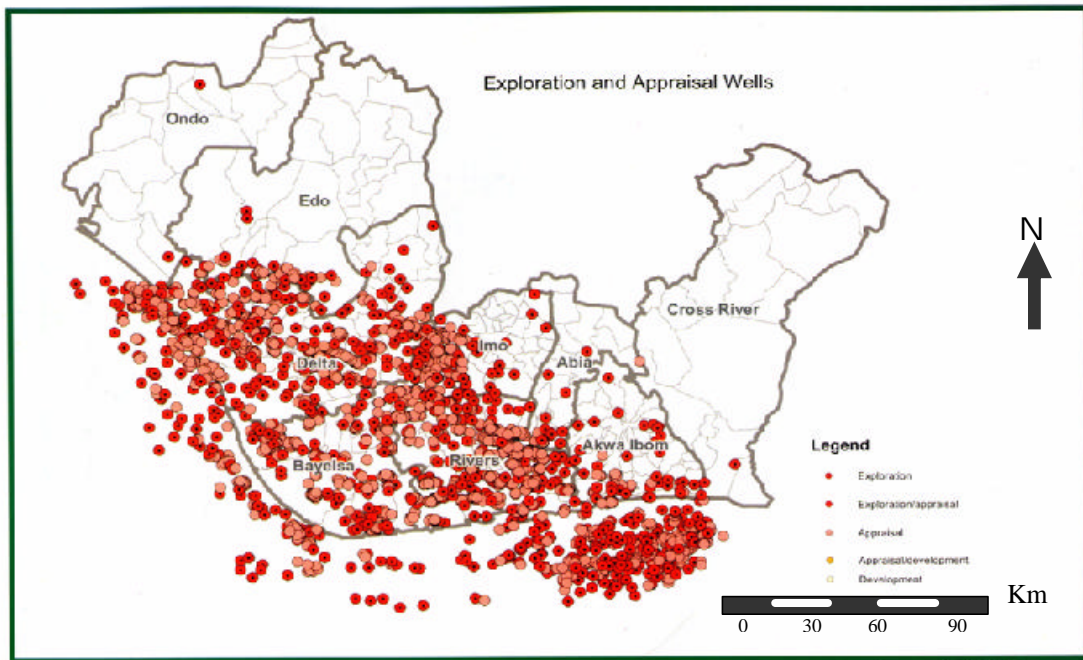 Exploration and Appraisal Wells
Ondo
Edo
N
Cross River
Imo
Delta
Abia
Akwa Ibom
Rivers
Bayelsa
Legend
Exploration
Exploration/appraisal
Appraisal
Appraisal/development
Development
Km
0 30 60 90